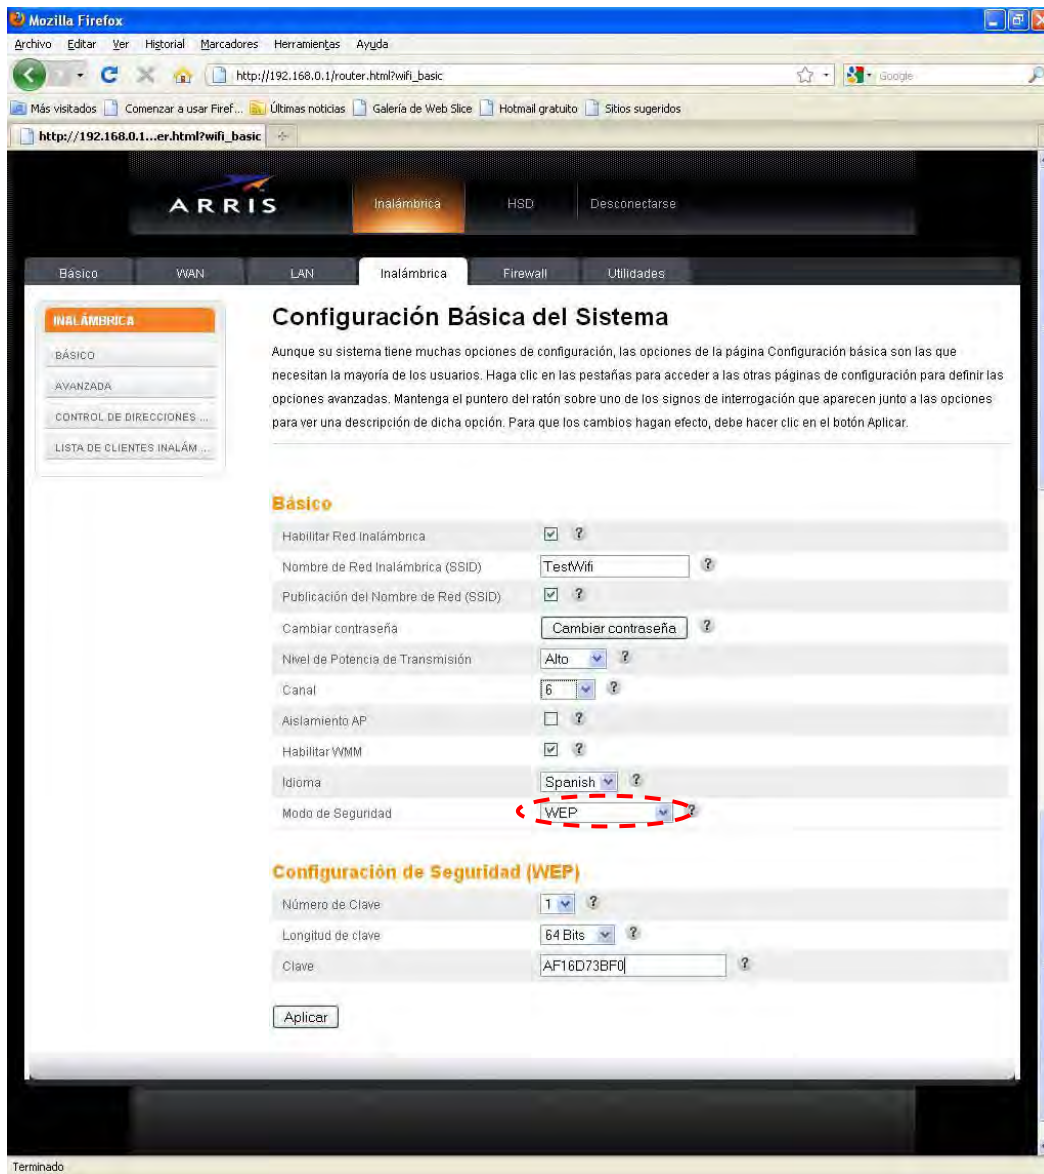 Mozilla Firefox
Archivo Editar Ver Historial Marcadores Herramientas Ayuda
http://192.168.0.1/router.html?wifi_basic
Google
Más visitados Comenzar a usar Firef... Últimas noticias Galería de Web Slice Hotmail gratuito Sitios sugeridos
http://192.168.0.1...er.html?wifi_basic
ARRIS Inalámbrica HSD Desconectarse
Básico WAN LAN Inalámbrica Firewall Utilidades
INALÁMBRICA
BÁSICO
AVANZADA
CONTROL DE DIRECCIONES ...
LISTA DE CLIENTES INALÁM ...
Configuración Básica del Sistema
Aunque su sistema tiene muchas opciones de configuración, las opciones de la página Configuración básica son las que
necesitan la mayoría de los usuarios. Haga clic en las pestañas para acceder a las otras páginas de configuración para definir las
opciones avanzadas. Mantenga el puntero del ratón sobre uno de los signos de interrogación que aparecen junto a las opciones
para ver una descripción de dicha opción. Para que los cambios hagan efecto, debe hacer clic en el botón Aplicar.
Básico
Habilitar Red Inalámbrica ?
Nombre de Red Inalámbrica (SSID) TestWifi ?
Publicación del Nombre de Red (SSID) ?
Cambiar contraseña Cambiar contraseña ?
Nivel de Potencia de Transmisión Alto ?
Canal 6 ?
Aislamiento AP ?
Habilitar WMM ?
Idioma Spanish ?
Modo de Seguridad WEP ?
Configuración de Seguridad (WEP)
Número de Clave 1 ?
Longitud de clave 64 Bits ?
Clave AF16D73BF0 ?
Aplicar
Terminado